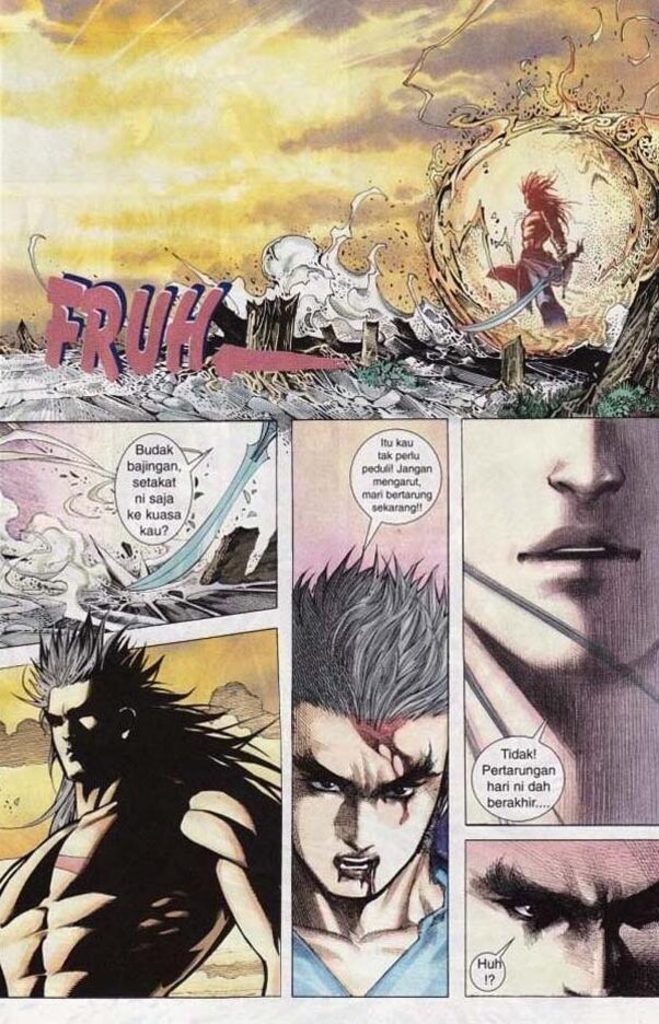 FRUH
Budak
bajingan,
setakat
ni saja
ke kuasa
kau?
Itu kau
tak perlu
peduli! Jangan
mengarut,
mari bertarung
sekarang!!
Tidak!
Pertarungan
hari ni dah
berakhir....
Huh
!?